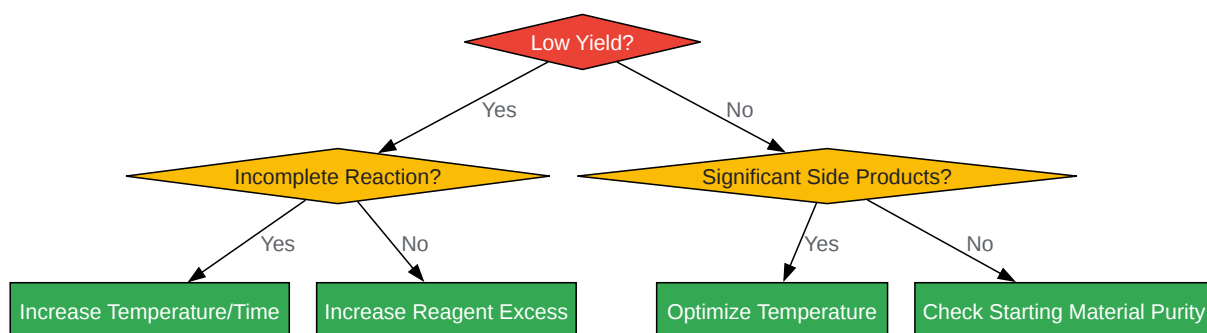 Low Yield?
Yes
No
Incomplete Reaction?
Significant Side Products?
Yes
No
Yes
No
Increase Temperature/Time
Increase Reagent Excess
Optimize Temperature
Check Starting Material Purity